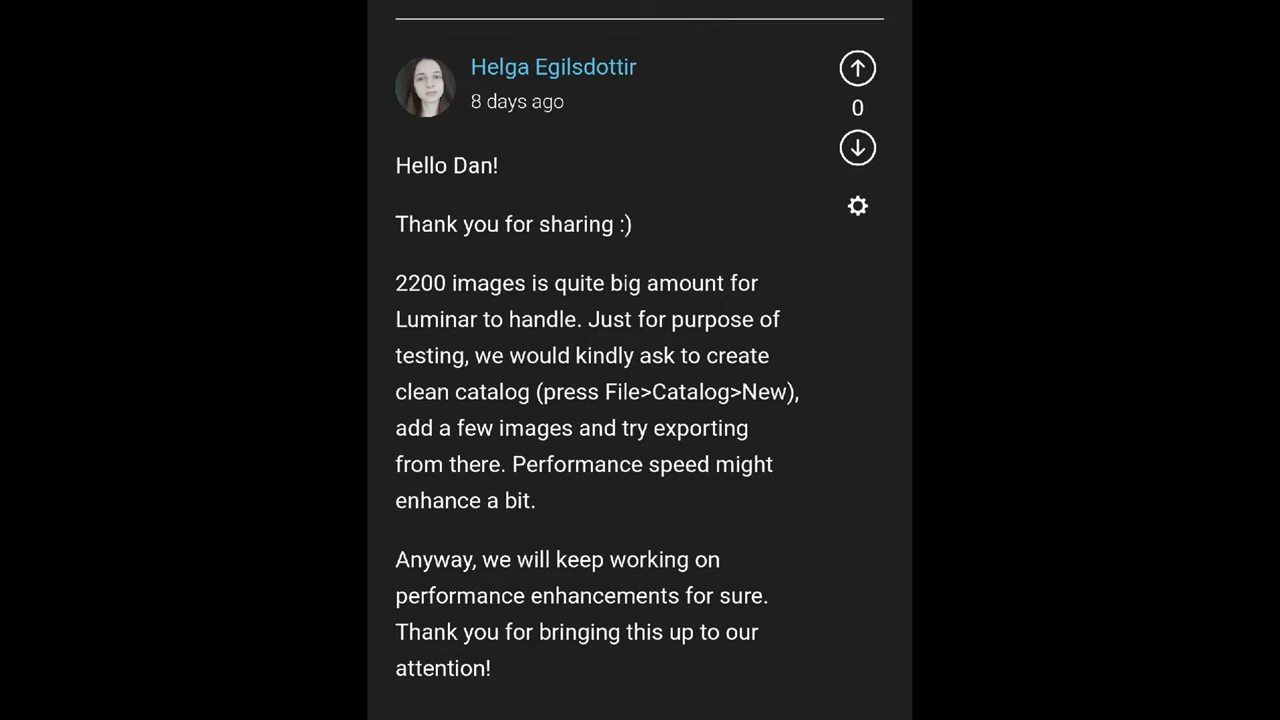 Helga Egilsdottir
8 days ago
0
Hello Dan!
Thank you for sharing :)
2200 images is quite big amount for
Luminar to handle. Just for purpose of
testing, we would kindly ask to create
clean catalog (press File>Catalog>New),
add a few images and try exporting
from there. Performance speed might
enhance a bit.
Anyway, we will keep working on
performance enhancements for sure.
Thank you for bringing this up to our
attention!